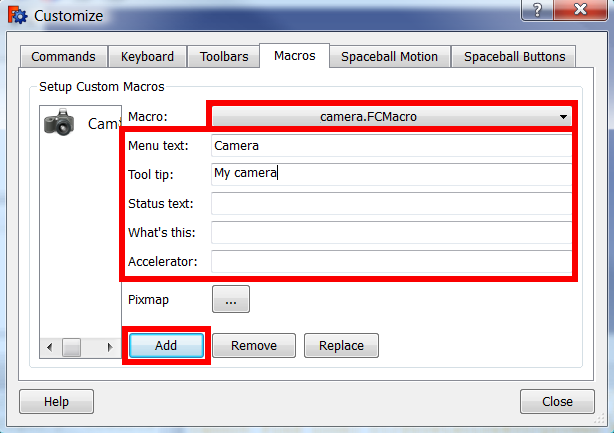 Customize
Commands Keyboard Toolbars Macros Spaceball Motion Spaceball Buttons
Setup Custom Macros
Macro: camera.FCMacro
Menu text: Camera
Tool tip: My camera
Status text:
What's this:
Accelerator:
Pixmap ...
Add Remove Replace
Help Close